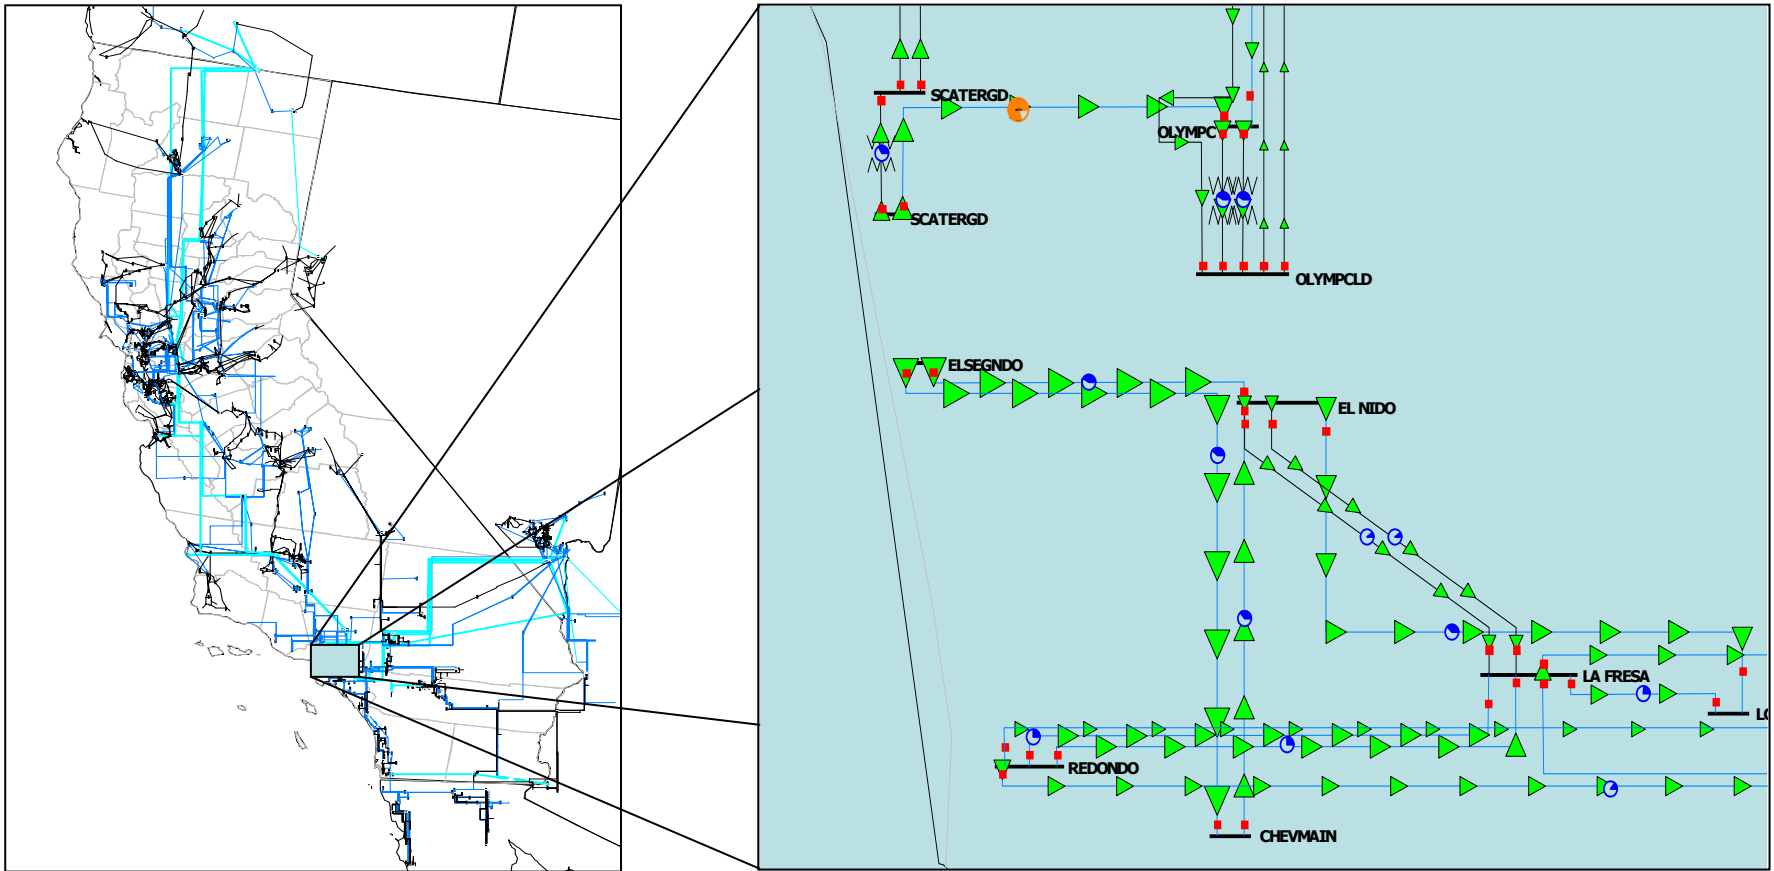 SCATERGD
OLYMPC
SCATERGD
OLYMPCLD
ELSEGNDO
EL NIDO
LA FRESA
REDONDO
CHEVMAIN